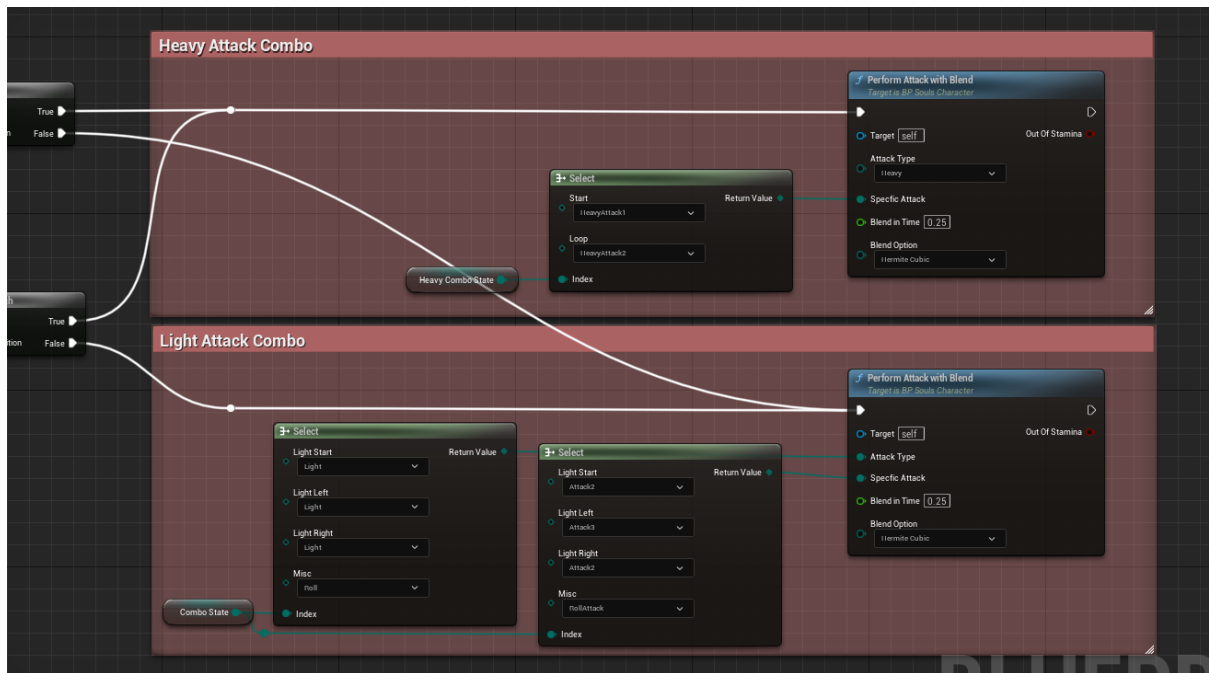 Heavy Attack Combo
Perform Attack with Blend
Target is BP Souls Character
True
False
Target self
Out Of Stamina
Attack Type
Heavy
Select
Start
Return Value
HeavyAttack1
Specfic Attack
Blend in Time 0.25
Loop
HeavyAttack2
Blend Option
Hermite Cubic
Heavy Combo State
Index
True
False
Light Attack Combo
Perform Attack with Blend
Target is BP Souls Character
Select
Light Start
Return Value
Light
Light Left
Light
Light Right
Light
Misc
Roll
Index
Combo State
Select
Light Start
Return Value
Attack2
Light Left
Attack3
Light Right
Attack2
Misc
RollAttack
Index
Target self
Out Of Stamina
Attack Type
Specfic Attack
Blend in Time 0.25
Blend Option
Hermite Cubic